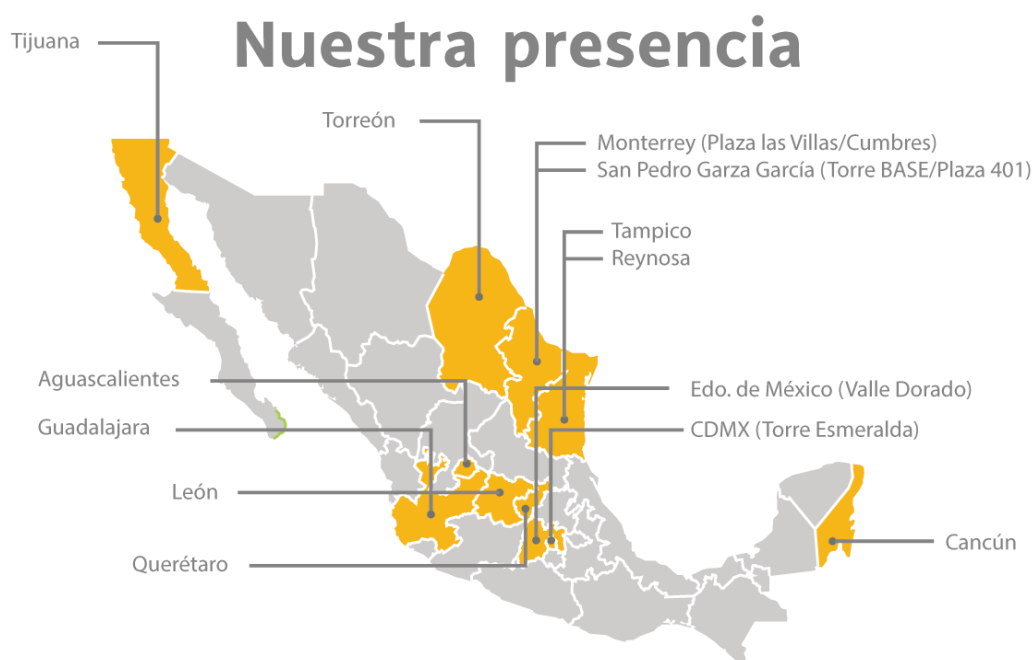 Nuestra presencia
Tijuana
Torreón
Monterrey (Plaza las Villas/Cumbres)
San Pedro Garza García (Torre BASE/Plaza 401)
Tampico
Reynosa
Aguascalientes
Edo. de México (Valle Dorado)
Guadalajara
CDMX (Torre Esmeralda)
León
Cancún
Querétaro